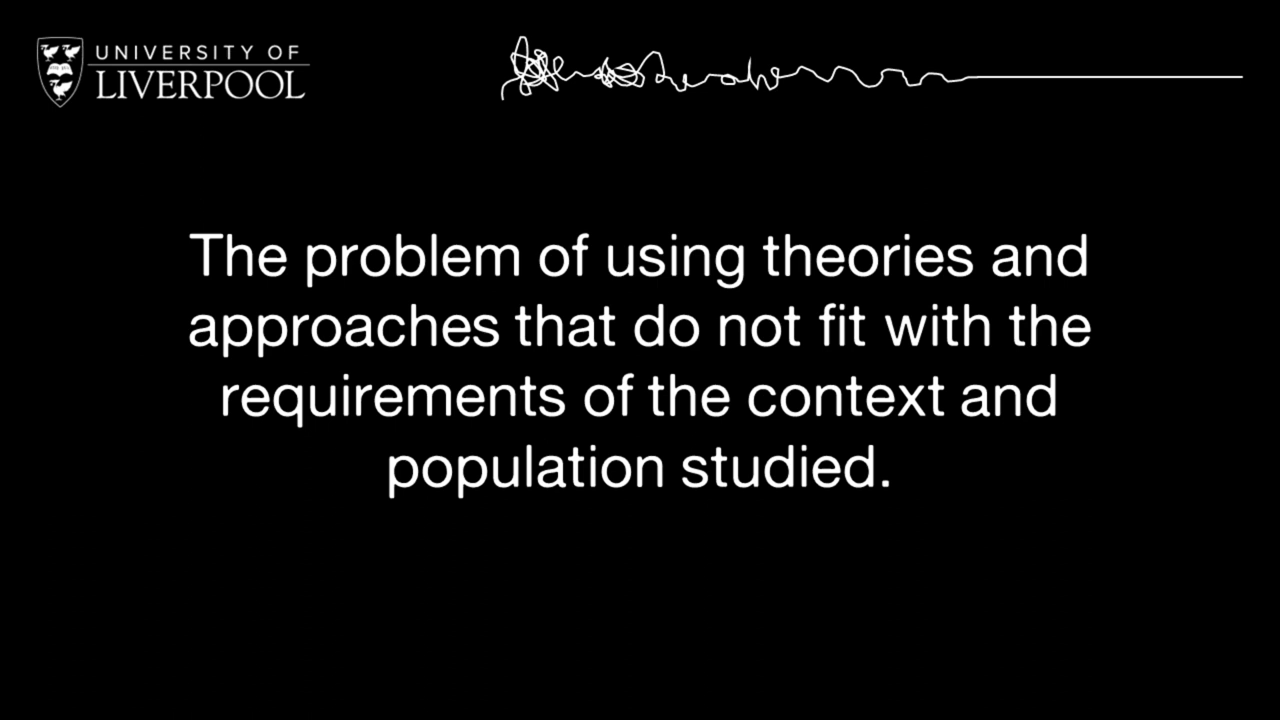 UNIVERSITY OF
LIVERPOOL
The problem of using theories and
approaches that do not fit with the
requirements of the context and
population studied.